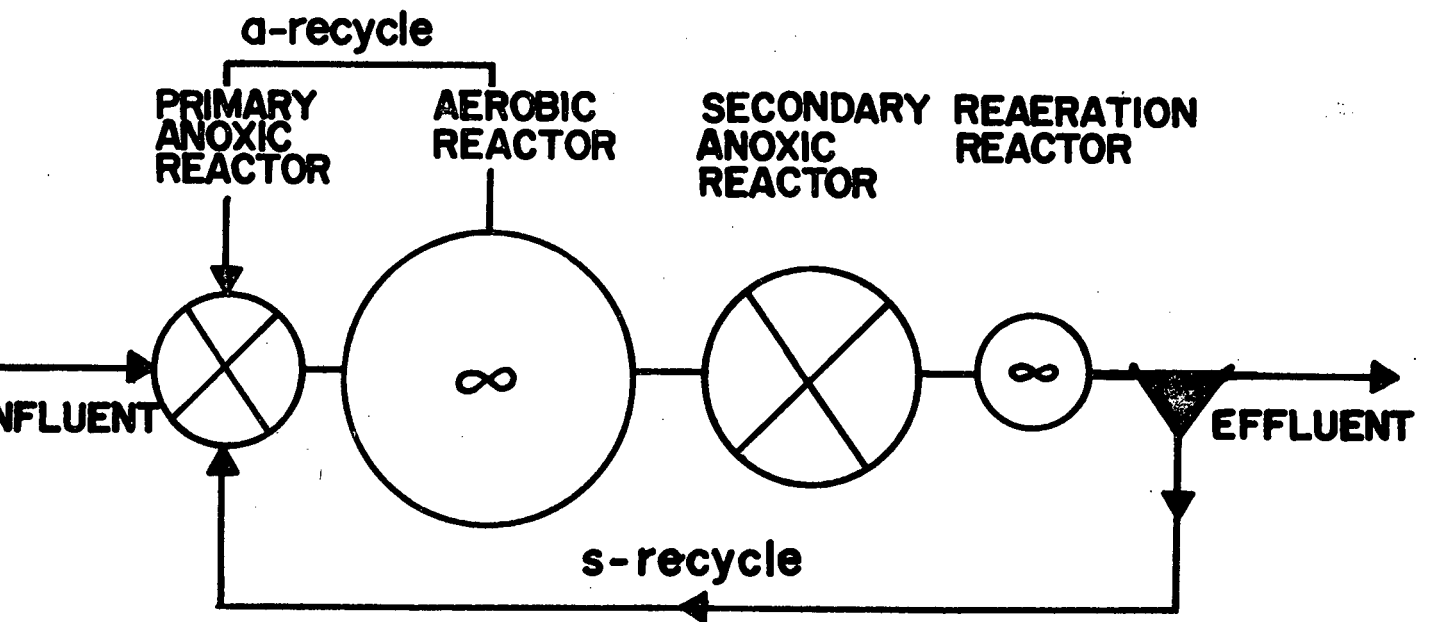 a-recycle
PRIMARY
ANOXIC
REACTOR
AEROBIC
REACTOR
SECONDARY
ANOXIC
REACTOR
REAERATION
REACTOR
∞
∞
NFLUENT
EFFLUENT
s-recycle